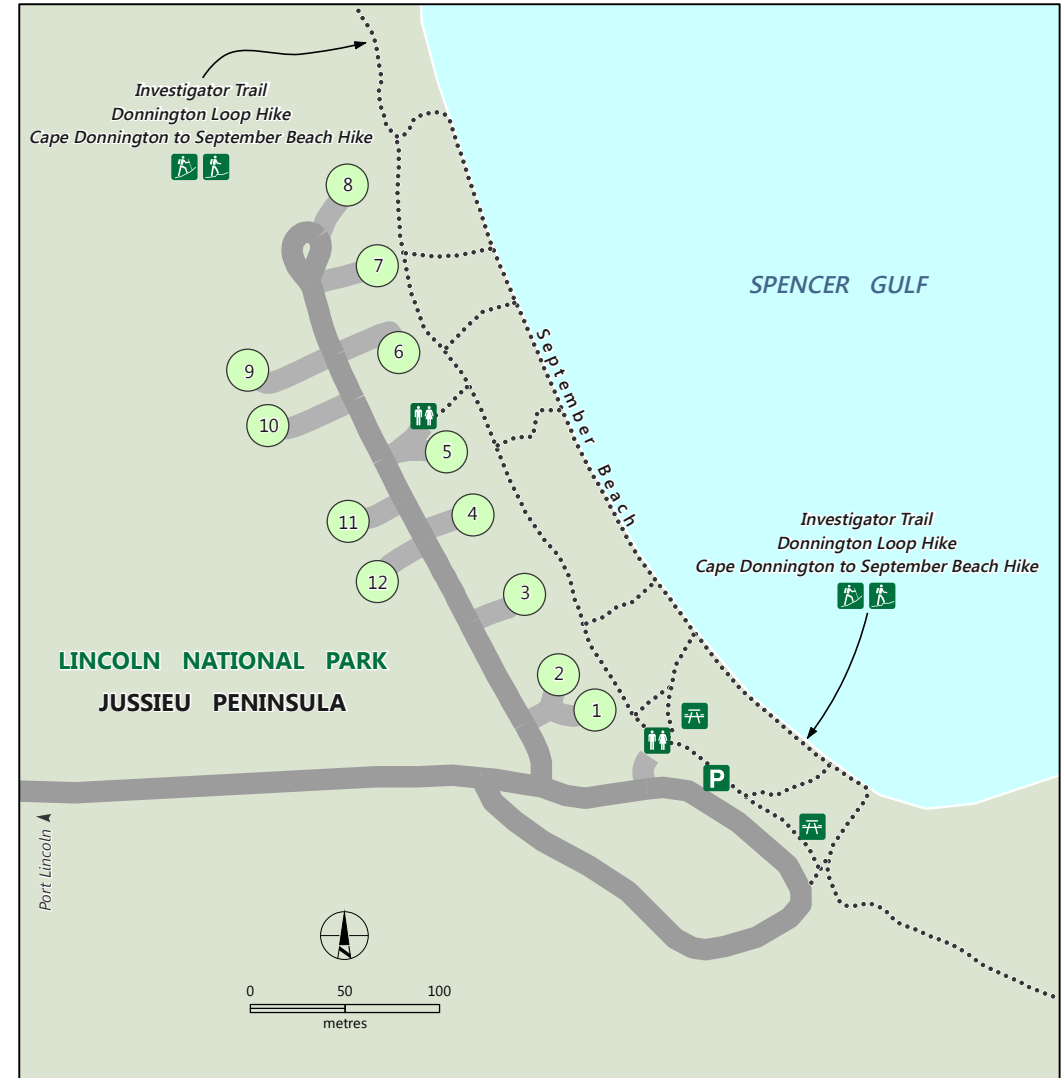 Investigator Trail
Donnington Loop Hike
Cape Donnington to September Beach Hike
8
7
SPENCER GULF
6
9
10
5
September Beach
11
4
12
3
Investigator Trail
Donnington Loop Hike
Cape Donnington to September Beach Hike
LINCOLN NATIONAL PARK
JUSSIEU PENINSULA
2
1
P
Port Lincoln
0 50 100
metres